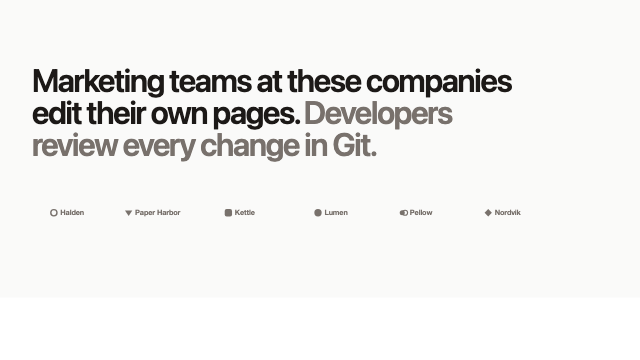 Marketing teams at these companies
edit their own pages. Developers
review every change in Git.
Halden Paper Harbor Kettle Lumen Pellow Nordvik